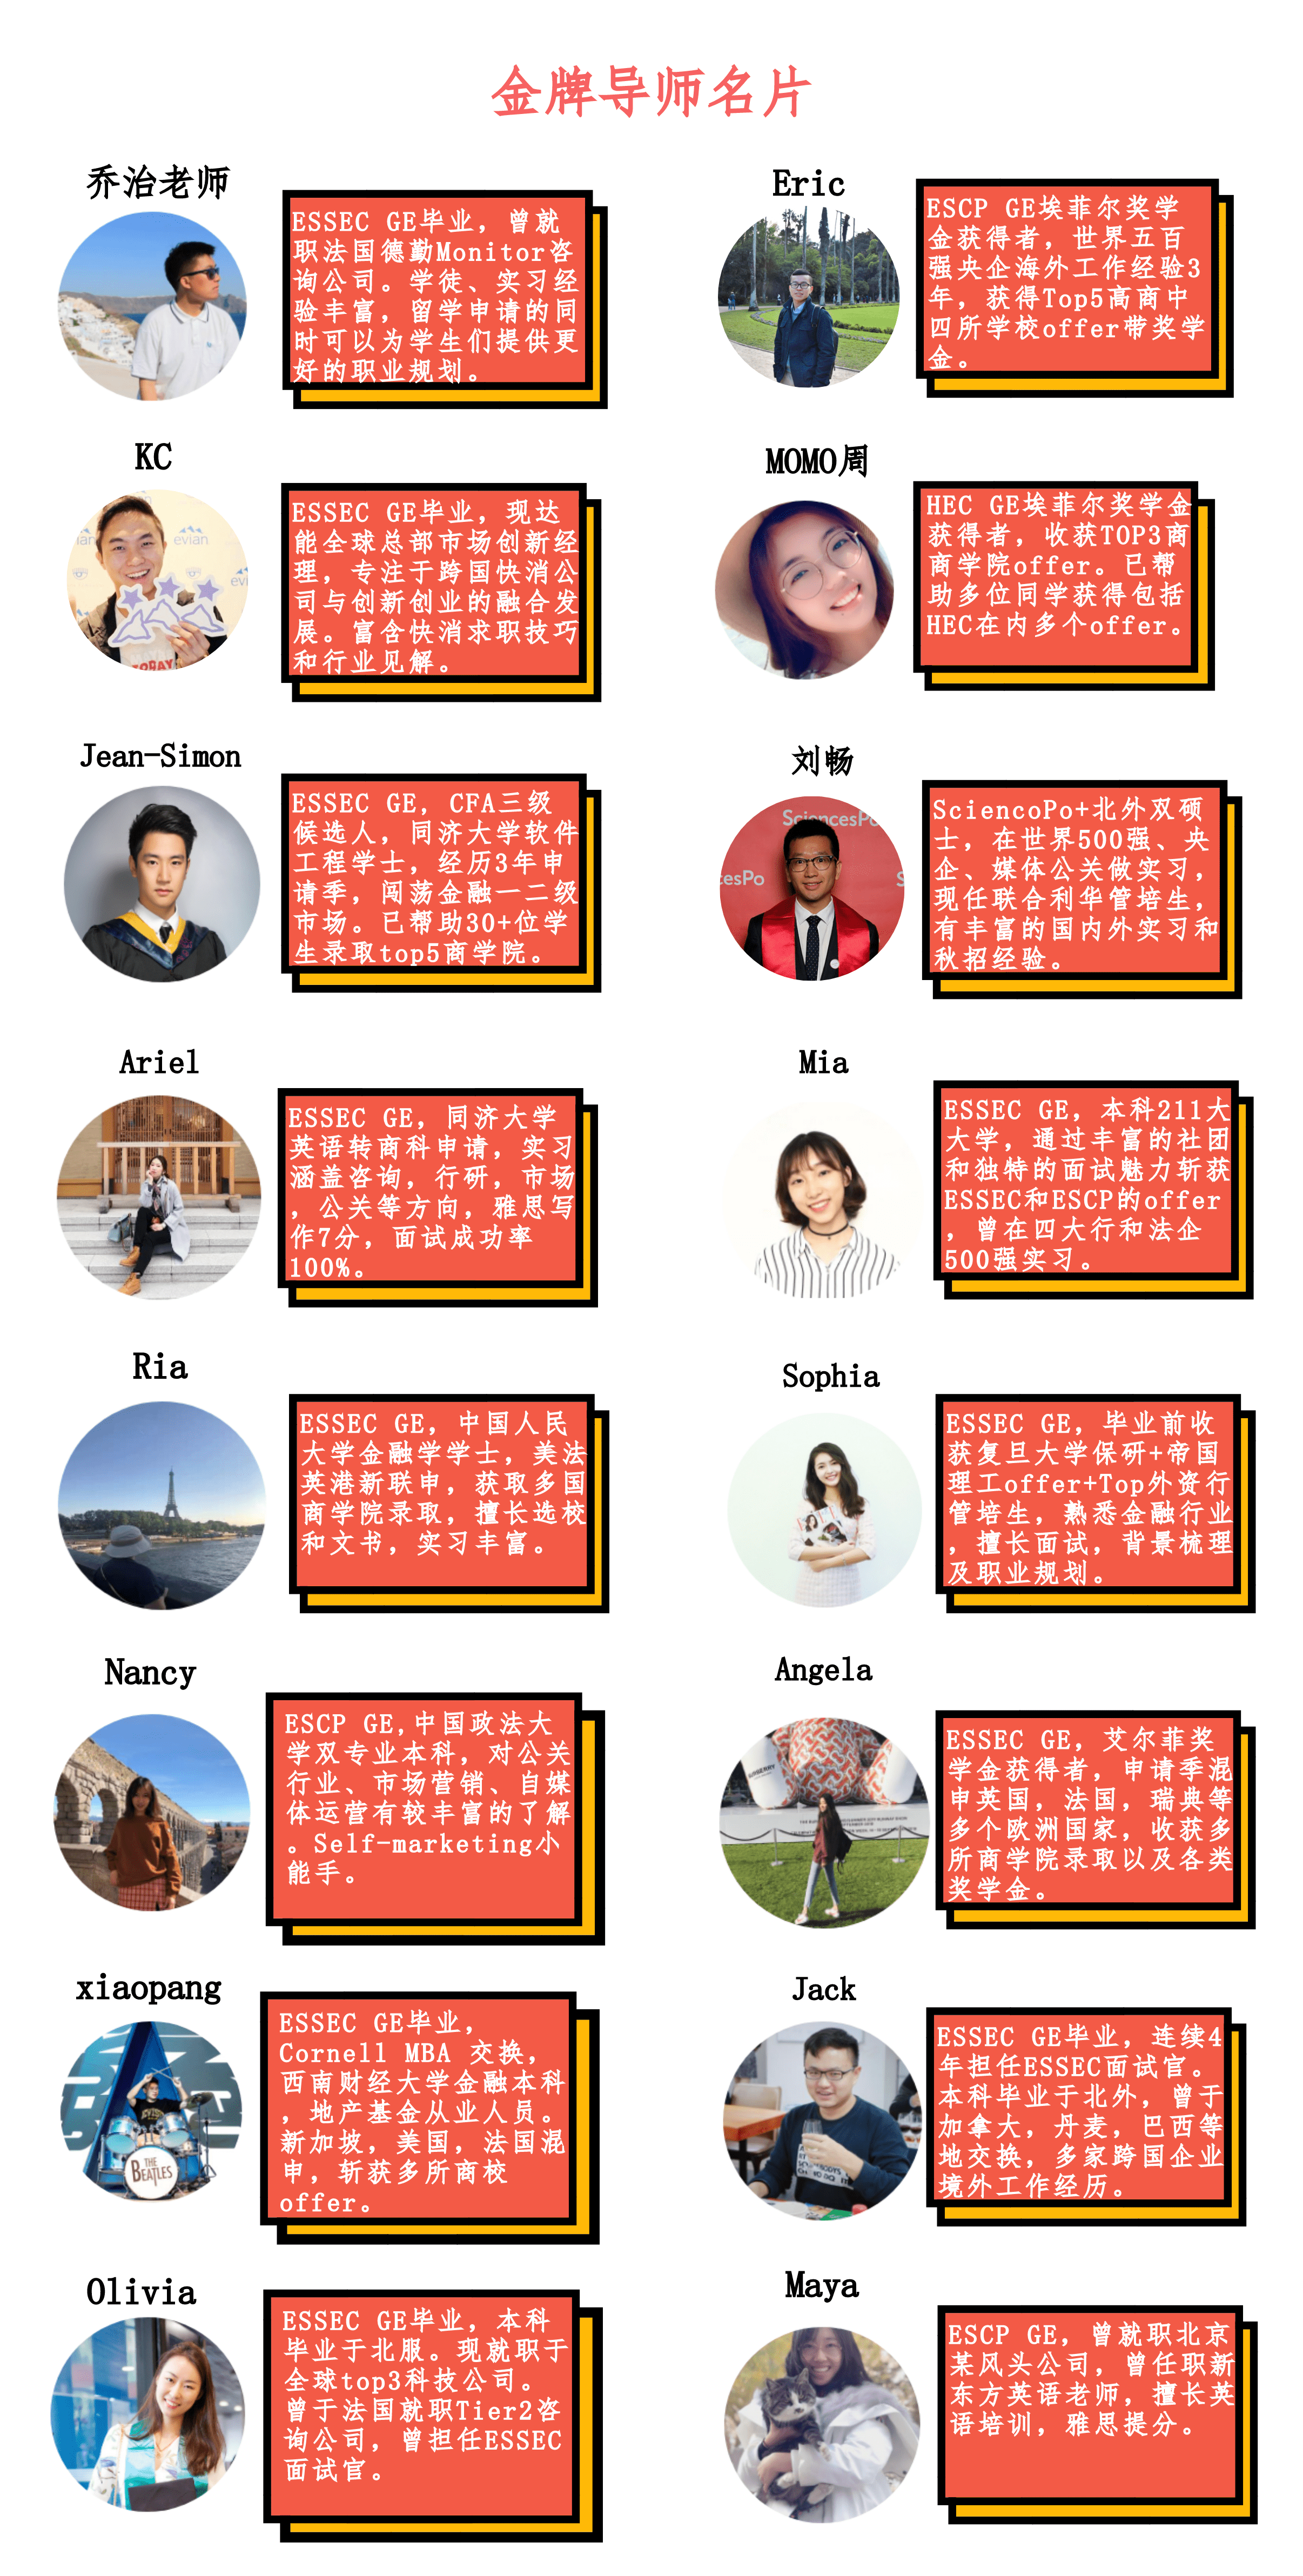 金牌导师名片
乔治老师
ESSEC GE毕业，曾就
职法国德勤Monitor咨
询公司。学徒、实习经
验丰富，留学申请的同
时可以为学生们提供更
好的职业规划。
Eric
ESCP GE埃菲尔奖学
金获得者，世界五百
强央企海外工作经验3
年，获得Top5高商中
四所学校offer带奖学
金。
KC
evian
ESSEC GE毕业，现达
能全球总部市场创新经
理，专注于跨国快消公
司与创新创业的融合发
展。富含快消求职技巧
和行业见解。
MOMO周
HEC GE埃菲尔奖学金
获得者，收获TOP3商
商学院offer。已帮
助多位同学获得包括
HEC在内多个offer。
Jean-Simon
ESSEC GE，CFA三级
候选人，同济大学软件
工程学士，经历3年申
请季，闯荡金融一二级
市场。已帮助30+位学
生录取top5商学院。
刘畅
SciencesPo
cesPo
SciencoPo+北外双硕
士，在世界500强、央
企、媒体公关做实习，
现任联合利华管培生，
有丰富的国内外实习和
秋招经验。
Ariel
ESSEC GE，同济大学
英语转商科申请，实习
涵盖咨询，行研，市场
，公关等方向，雅思写
作7分，面试成功率
100%。
Mia
ESSEC GE，本科211大
大学，通过丰富的社团
和独特的面试魅力斩获
ESSEC和ESCP的offer
，曾在四大行和法企
500强实习。
Ria
ESSEC GE，中国人民
大学金融学学士，美法
英港新联申，获取多国
商学院录取，擅长选校
和文书，实习丰富。
Sophia
ESSEC GE，毕业前收
获复旦大学保研+帝国
理工offer+Top外资行
管培生，熟悉金融行业
，擅长面试，背景梳理
及职业规划。
Nancy
ESCP GE,中国政法大
学双专业本科，对公关
行业、市场营销、自媒
体运营有较丰富的了解
。Self-marketing小
能手。
Angela
ESSEC GE，艾尔菲奖
学金获得者，申请季混
申英国，法国，瑞典等
多个欧洲国家，收获多
所商学院录取以及各类
奖学金。
xiaopang
THE
BEATLES
ESSEC GE毕业，
Cornell MBA 交换，
西南财经大学金融本科
，地产基金从业人员。
新加坡，美国，法国混
申，斩获多所商校
offer。
Jack
ESSEC GE毕业，连续4
年担任ESSEC面试官。
本科毕业于北外，曾于
加拿大，丹麦，巴西等
地交换，多家跨国企业
境外工作经历。
Olivia
ESSEC GE毕业，本科
毕业于北服。现就职于
全球top3科技公司。
曾于法国就职Tier2咨
询公司，曾担任ESSEC
面试官。
Maya
ESCP GE，曾就职北京
某风头公司，曾任职新
东方英语老师，擅长英
语培训，雅思提分。